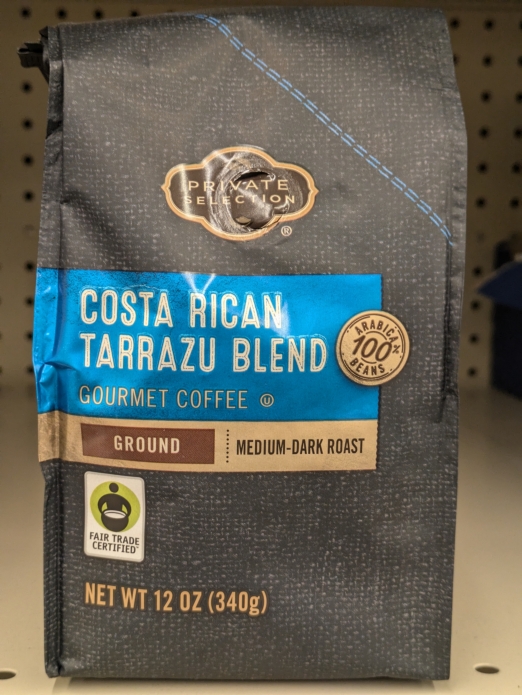 PRIVATE
SELECTION
®
COSTA RICAN
TARRAZU BLEND
GOURMET COFFEE U
ARABICA
100%
BEANS
GROUND
MEDIUM-DARK ROAST
FAIR TRADE
CERTIFIED™
NET WT 12 OZ (340g)